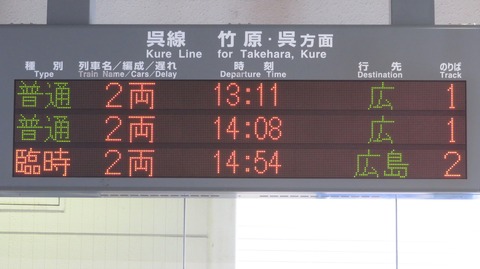 呉線 竹原・呉方面
Kure Line for Takehara, Kure
種別 列車名／編成／遅れ 時刻 行先 のりば
Type Train Name/Cars/Delay Departure Time Destination Track
普通 2両 13:11 広 1
普通 2両 14:08 広 1
臨時 2両 14:54 広島 2